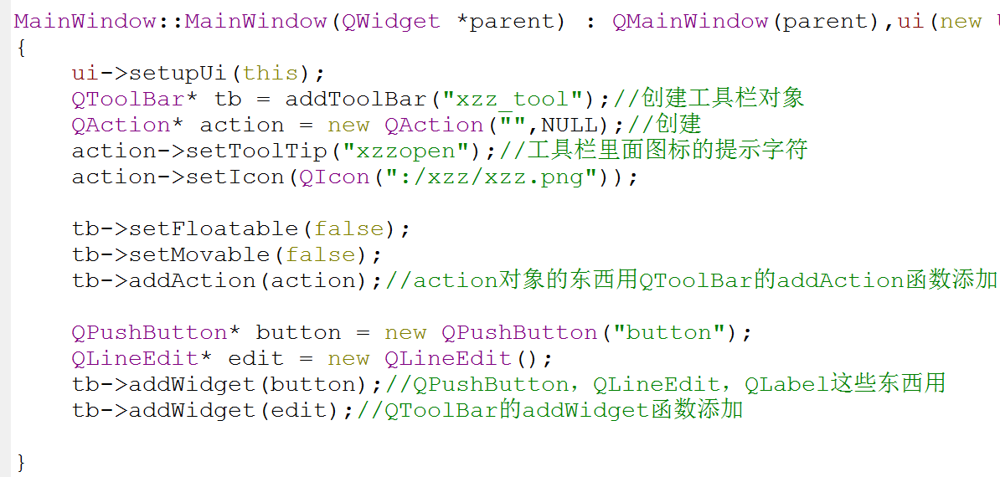 MainWindow::MainWindow(QWidget *parent) : QMainWindow(parent),ui(new
{
ui->setupUi(this);
QToolBar* tb = addToolBar("xzz_tool");//创建工具栏对象
QAction* action = new QAction("",NULL);//创建
action->setToolTip("xzzopen");//工具栏里面图标的提示字符
action->setIcon(QIcon(":/xzz/xzz.png"));
tb->setFloatable(false);
tb->setMovable(false);
tb->addAction(action);//action对象的东西用QToolBar的addAction函数添加
QPushButton* button = new QPushButton("button");
QLineEdit* edit = new QLineEdit();
tb->addWidget(button);//QPushButton，QLineEdit，QLabel这些东西用
tb->addWidget(edit);//QToolBar的addWidget函数添加
}